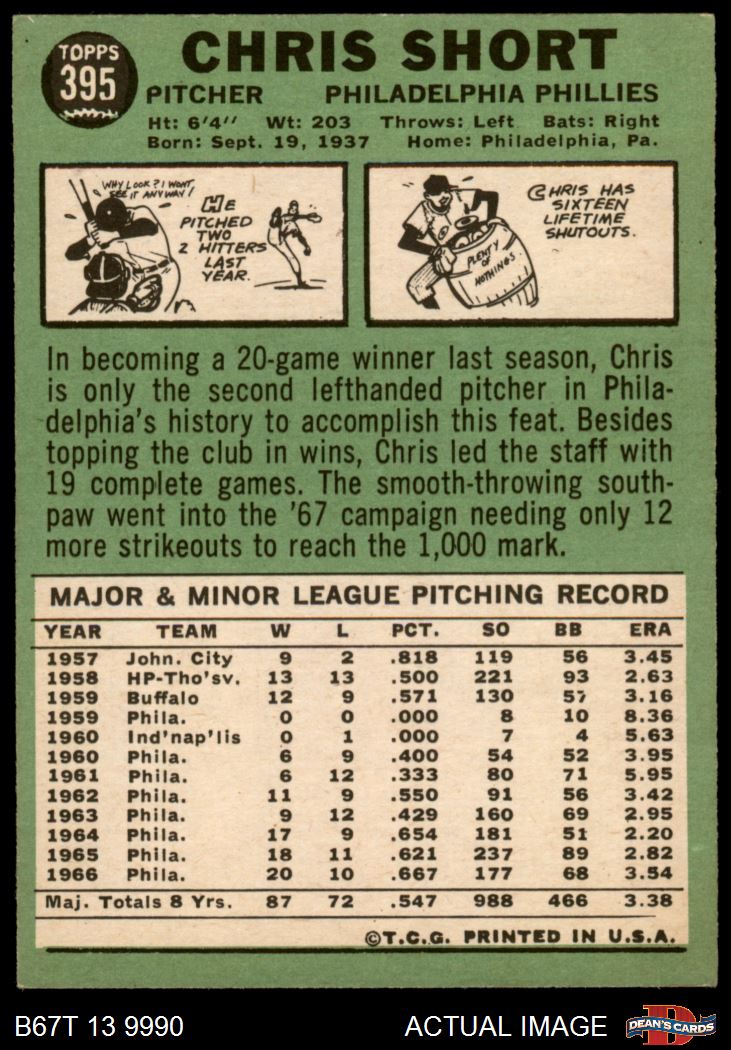 TOPPS
395
CHRIS SHORT
PITCHER PHILADELPHIA PHILLIES
Ht: 6'4" Wt: 203 Throws: Left Bats: Right
Born: Sept. 19, 1937 Home: Philadelphia, Pa.
WHY LOOK? I WON'T
SEE IT ANYWAY!
HE
PITCHED
TWO
2 HITTERS
LAST
YEAR.
CHRIS HAS
SIXTEEN
LIFETIME
SHUTOUTS.
PLENTY
OF
NOTHINGS
In becoming a 20-game winner last season, Chris
is only the second lefthanded pitcher in Phila-
delphia's history to accomplish this feat. Besides
topping the club in wins, Chris led the staff with
19 complete games. The smooth-throwing south-
paw went into the '67 campaign needing only 12
more strikeouts to reach the 1,000 mark.
MAJOR & MINOR LEAGUE PITCHING RECORD
YEAR TEAM W L PCT. SO BB ERA
1957 John. City 9 2 .818 119 56 3.45
1958 HP-Tho'sv. 13 13 .500 221 93 2.63
1959 Buffalo 12 9 .571 130 57 3.16
1959 Phila. 0 0 .000 8 10 8.36
1960 Ind'nap'lis 0 1 .000 7 4 5.63
1960 Phila. 6 9 .400 54 52 3.95
1961 Phila. 6 12 .333 80 71 5.95
1962 Phila. 11 9 .550 91 56 3.42
1963 Phila. 9 12 .429 160 69 2.95
1964 Phila. 17 9 .654 181 51 2.20
1965 Phila. 18 11 .621 237 89 2.82
1966 Phila. 20 10 .667 177 68 3.54
Maj. Totals 8 Yrs. 87 72 .547 988 466 3.38
©T.C.G. PRINTED IN U.S.A.
B67T 13 9990 ACTUAL IMAGE
D
DEAN'S CARDS